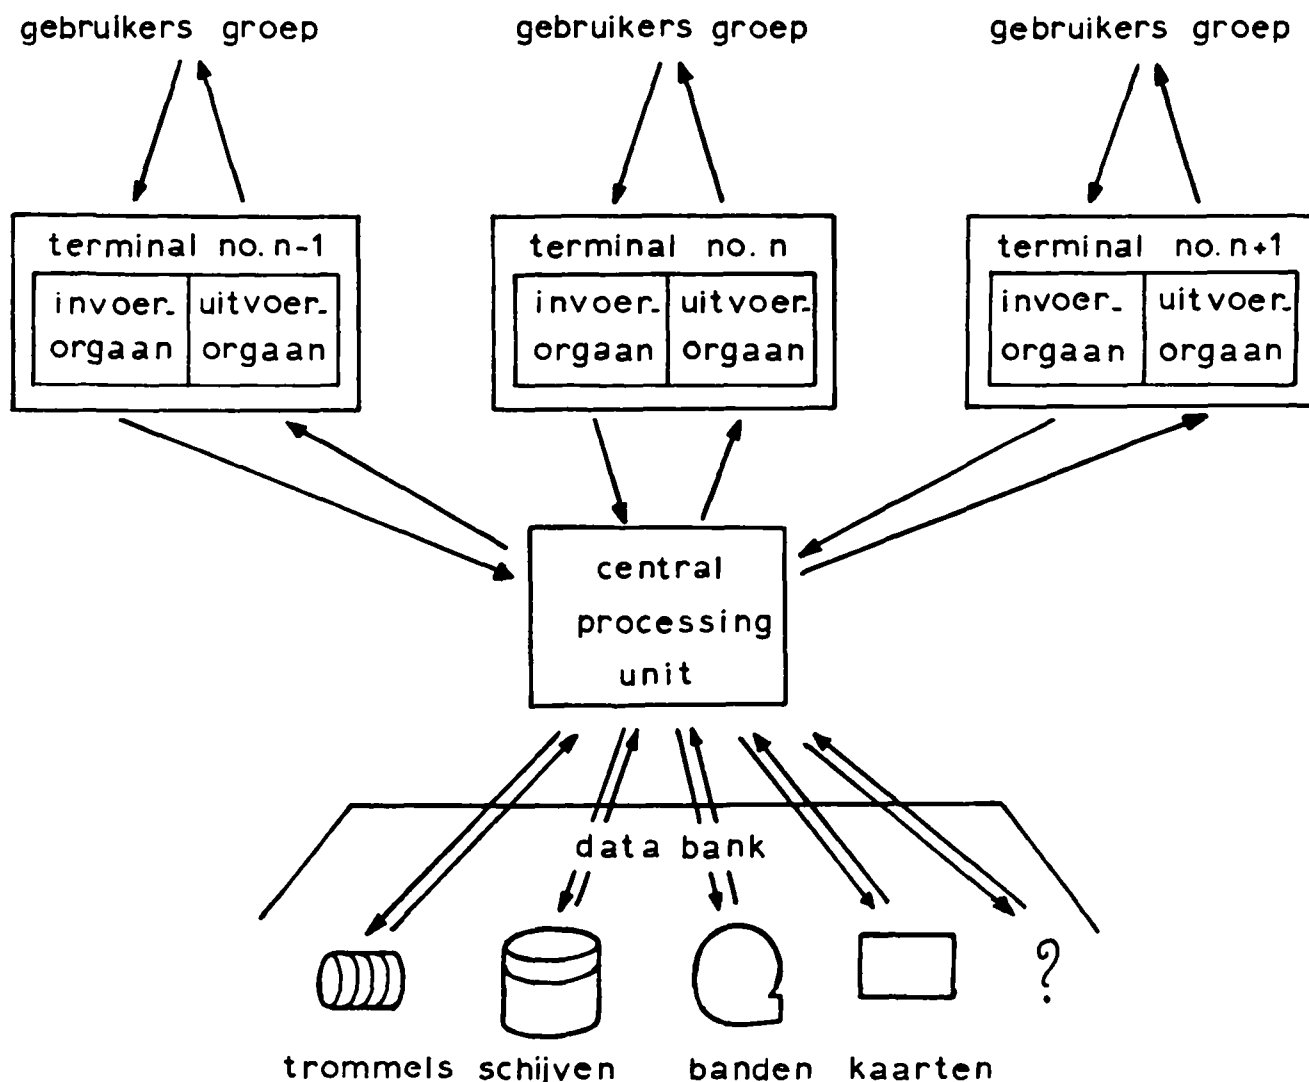 gebruikers groep
gebruikers groep
gebruikers groep
terminal no. n-1
invoer-
orgaan
uitvoer-
orgaan
terminal no. n
invoer-
orgaan
uitvoer-
orgaan
terminal no. n+1
invoer-
orgaan
uitvoer-
orgaan
central
processing
unit
data bank
?
trommels
schijven
banden
kaarten